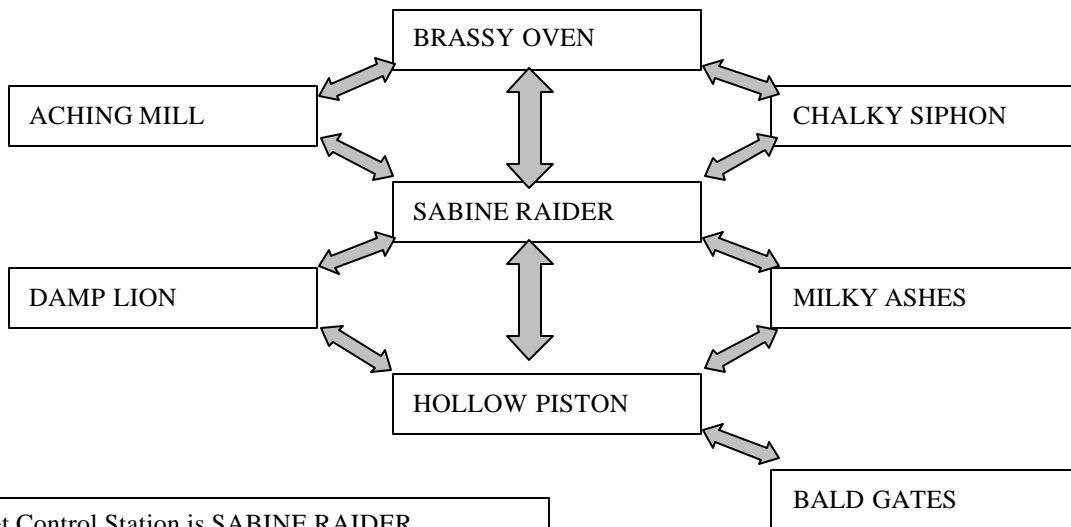 BRASSY OVEN
ACHING MILL
CHALKY SIPHON
SABINE RAIDER
DAMP LION
MILKY ASHES
HOLLOW PISTON
BALD GATES
Control Station is SABINE RAIDER